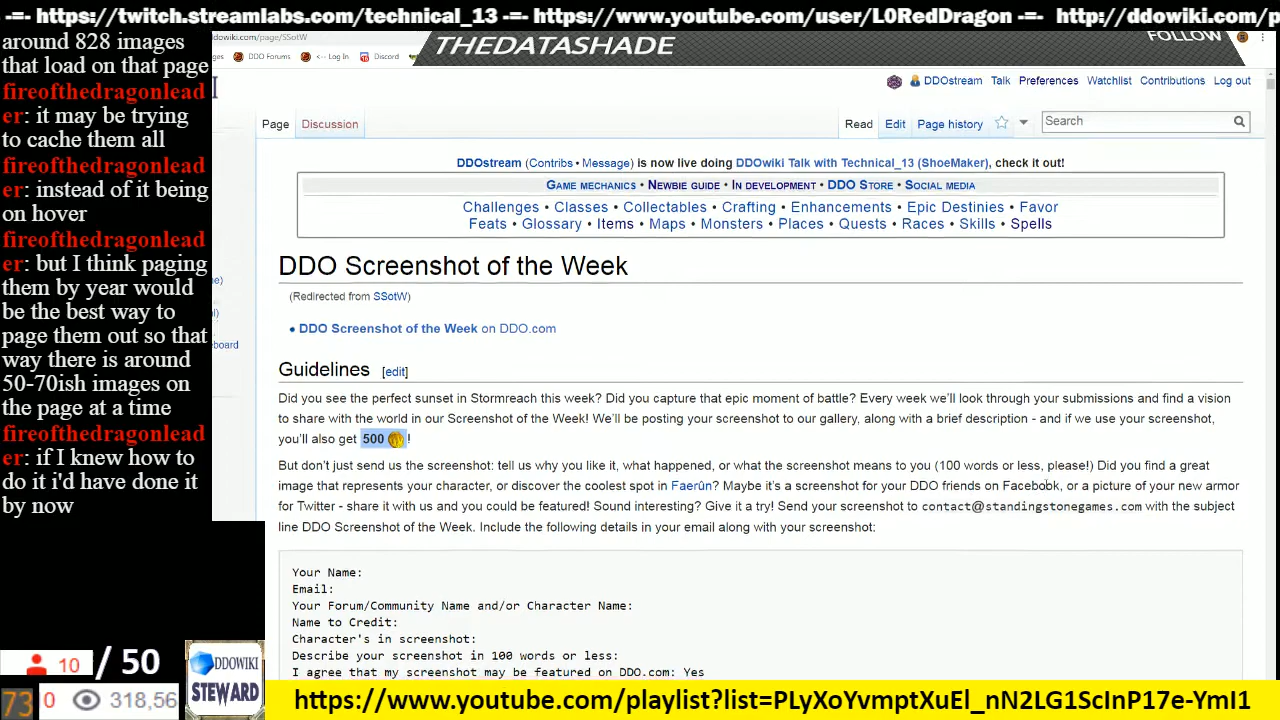 -=- https://twitch.streamlabs.com/technical_13 -=- https://www.youtube.com/user/L0RedDragon -=- http://ddowiki.com/p
around 828 images
that load on that page
fireofthedragonlead
er: it may be trying
to cache them all
fireofthedragonlead
er: instead of it being
on hover
fireofthedragonlead
er: but I think paging
them by year would
be the best way to
page them out so that
way there is around
50-70ish images on
the page at a time
fireofthedragonlead
er: if I knew how to
do it i'd have done it
by now
10 / 50
73 0 318,56
DDOWIKI
STEWARD
dowiki.com/page/SSotW
THEDATASHADE
FOLLOW
ges DDO Forums <-- Log In Discord
DDOstream Talk Preferences Watchlist Contributions Log out
Page Discussion Read Edit Page history Search
DDOstream (Contribs • Message) is now live doing DDOwiki Talk with Technical_13 (ShoeMaker), check it out!
Game mechanics • Newbie guide • In development • DDO Store • Social media
Challenges • Classes • Collectables • Crafting • Enhancements • Epic Destinies • Favor
Feats • Glossary • Items • Maps • Monsters • Places • Quests • Races • Skills • Spells
DDO Screenshot of the Week
(Redirected from SSotW)
• DDO Screenshot of the Week on DDO.com
Guidelines [edit]
Did you see the perfect sunset in Stormreach this week? Did you capture that epic moment of battle? Every week we'll look through your submissions and find a vision
to share with the world in our Screenshot of the Week! We'll be posting your screenshot to our gallery, along with a brief description - and if we use your screenshot,
you'll also get 500 !
But don't just send us the screenshot: tell us why you like it, what happened, or what the screenshot means to you (100 words or less, please!) Did you find a great
image that represents your character, or discover the coolest spot in Faerûn? Maybe it's a screenshot for your DDO friends on Facebook, or a picture of your new armor
for Twitter - share it with us and you could be featured! Sound interesting? Give it a try! Send your screenshot to contact@standingstonegames.com with the subject
line DDO Screenshot of the Week. Include the following details in your email along with your screenshot:
Your Name:
Email:
Your Forum/Community Name and/or Character Name:
Name to Credit:
Character's in screenshot:
Describe your screenshot in 100 words or less:
I agree that my screenshot may be featured on DDO.com: Yes
e)
l)
board
https://www.youtube.com/playlist?list=PLyXoYvmptXuEl_nN2LG1ScInP17e-YmI1